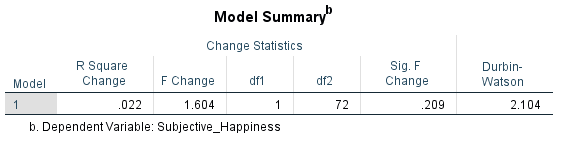 Model Summaryb
Change Statistics
Model R Square Change F Change df1 df2 Sig. F Change Durbin-Watson
1 .022 1.604 1 72 .209 2.104
b. Dependent Variable: Subjective_Happiness